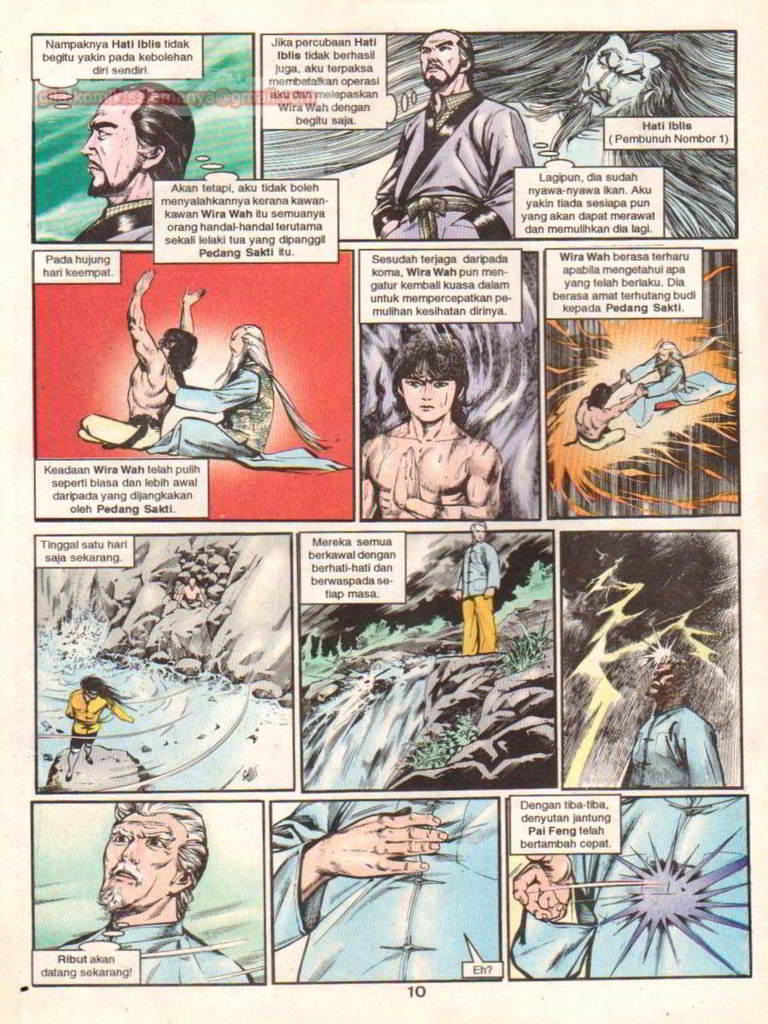 Nampaknya Hati Iblis tidak
begitu yakin pada kebolehan
diri sendiri.
Akan tetapi, aku tidak boleh
menyalahkannya kerana kawan-
kawan Wira Wah itu semuanya
orang handal-handal terutama
sekali lelaki tua yang dipanggil
Pedang Sakti itu.
Jika percubaan Hati
Iblis tidak berhasil
juga, aku terpaksa
membatalkan operasi
aku dan melepaskan
Wira Wah dengan
begitu saja.
Hati Iblis
(Pembunuh Nombor 1)
Lagipun, dia sudah
nyawa-nyawa ikan. Aku
yakin tiada sesiapa pun
yang akan dapat merawat
dan memulihkan dia lagi.
Pada hujung
hari keempat.
Keadaan Wira Wah telah pulih
seperti biasa dan lebih awal
daripada yang dijangkakan
oleh Pedang Sakti.
Sesudah terjaga daripada
koma, Wira Wah pun men-
gatur kembali kuasa dalam
untuk mempercepatkan pe-
mulihan kesihatan dirinya.
Wira Wah berasa terharu
apabila mengetahui apa
yang telah berlaku. Dia
berasa amat terhutang budi
kepada Pedang Sakti.
Tinggal satu hari
saja sekarang.
Mereka semua
berkawal dengan
berhati-hati dan
berwaspada se-
tiap masa.
Ribut akan
datang sekarang!
Eh?
Dengan tiba-tiba,
denyutan jantung
Pai Feng telah
bertambah cepat.
10